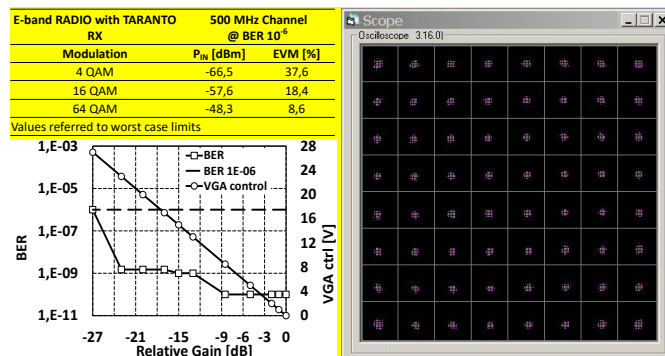 E-band RADIO with TARANTO RX
500 MHz Channel @ BER 10⁻⁶
Modulation PIN [dBm] EVM [%]
4 QAM -66,5 37,6
16 QAM -57,6 18,4
64 QAM -48,3 8,6
Values referred to worst case limits
1,E-03
1,E-05
1,E-07
1,E-09
1,E-11
BER
BER
BER 1E-06
VGA control
28
24
20
16
12
8
4
0
VGA ctrl [V]
-27 -21 -15 -9 -6 -3 0
Relative Gain [dB]
Scope
Oscilloscope 3.16.0)